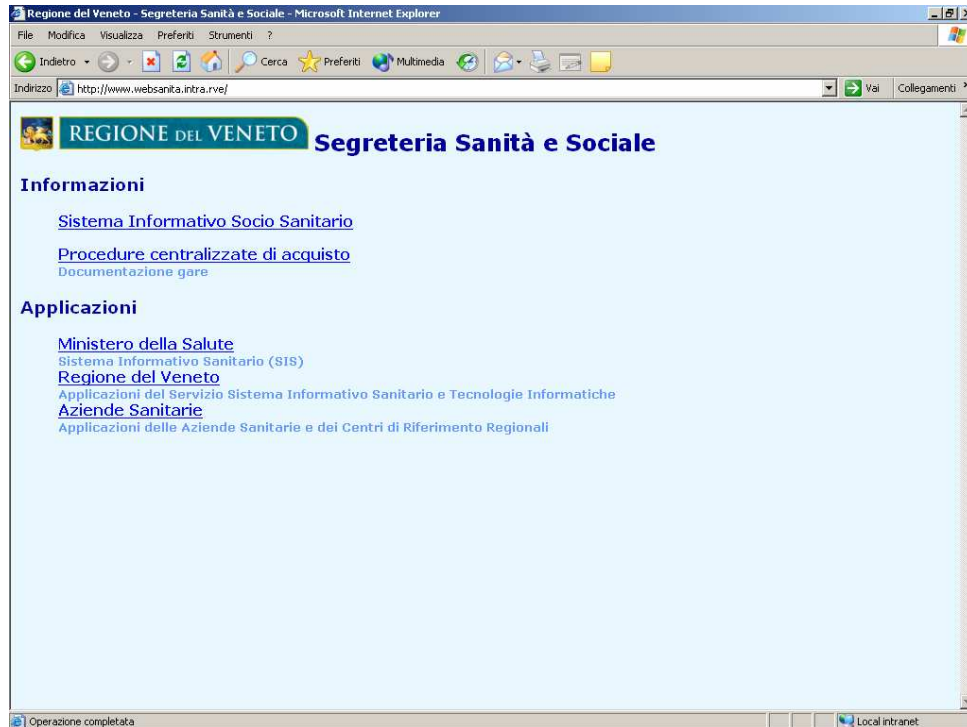 Regione del Veneto - Segreteria Sanità e Sociale - Microsoft Internet Explorer
File Modifica Visualizza Preferiti Strumenti ?
Indietro Cerca Preferiti Multimedia
Indirizzo http://www.websanita.intra.rve/ Vai Collegamenti
REGIONE DEL VENETO Segreteria Sanità e Sociale
Informazioni
Sistema Informativo Socio Sanitario
Procedure centralizzate di acquisto
Documentazione gare
Applicazioni
Ministero della Salute
Sistema Informativo Sanitario (SIS)
Regione del Veneto
Applicazioni del Servizio Sistema Informativo Sanitario e Tecnologie Informatiche
Aziende Sanitarie
Applicazioni delle Aziende Sanitarie e dei Centri di Riferimento Regionali
Operazione completata Local intranet